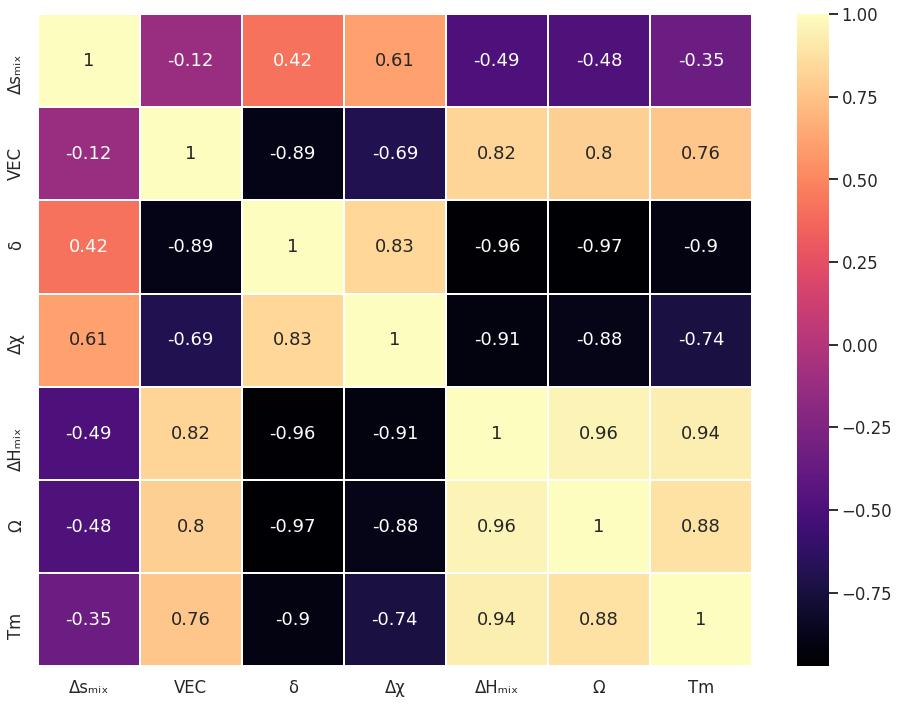 Δsₘᵢₓ 1 -0.12 0.42 0.61 -0.49 -0.48 -0.35
VEC -0.12 1 -0.89 -0.69 0.82 0.8 0.76
δ 0.42 -0.89 1 0.83 -0.96 -0.97 -0.9
Δχ 0.61 -0.69 0.83 1 -0.91 -0.88 -0.74
ΔHₘᵢₓ -0.49 0.82 -0.96 -0.91 1 0.96 0.94
Ω -0.48 0.8 -0.97 -0.88 0.96 1 0.88
Tm -0.35 0.76 -0.9 -0.74 0.94 0.88 1
Δsₘᵢₓ VEC δ Δχ ΔHₘᵢₓ Ω Tm
1.00
0.75
0.50
0.25
0.00
−0.25
−0.50
−0.75